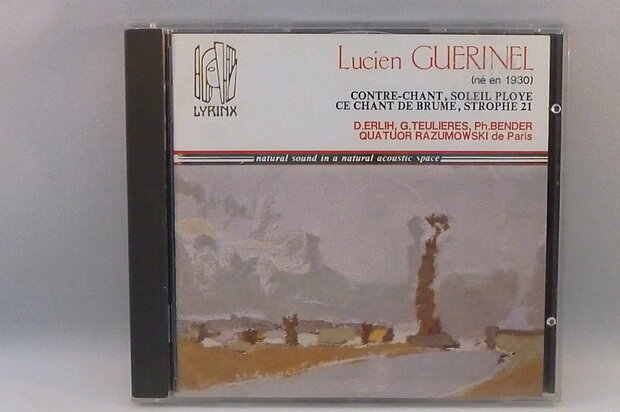 LYRINX
Lucien GUERINEL
(né en 1930)
CONTRE-CHANT, SOLEIL PLOYE
CE CHANT DE BRUME, STROPHE 21
D.ERLIH, G.TEULIERES, Ph.BENDER
QUATUOR RAZUMOWSKI de Paris
natural sound in a natural acoustic space